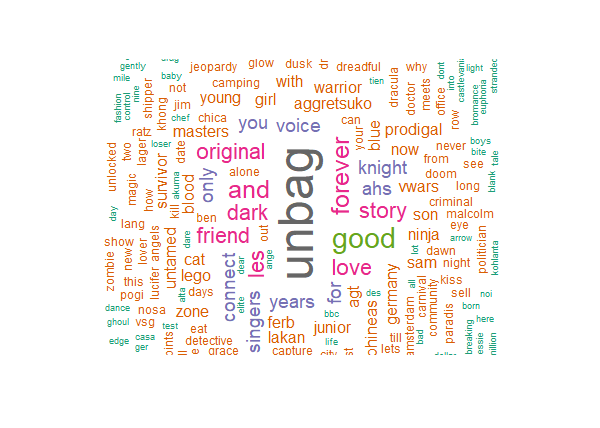 gently
mile
fashion
control
nine
shipper
baby
not
jim
chef
khong
jeopardy
glow
dusk
dr
dreadful
tien
why
dont
into
castlevania
light
stranded
camping
with
young
girl
chica
masters
aggretsuko
warrior
dracula
doctor
meets
office
row
bromance
euphoria
unlocked
two
ratz
lager
loser
date
you
voice
can
your
blue
prodigal
now
never
boys
bite
tale
blank
magic
how
survivor
akuma
kill
blood
only
original
alone
and
dark
unbag
forever
knight
ahs
from
see
doom
vwars
long
story
son
criminal
malcolm
eye
arrow
day
lang
ben
dare
friend
out
good
ninja
lot
politician
kohlanta
show
zombie
new
this
lover
lucifer
angels
untamed
cat
lego
connect
dear
les
ange
love
sam
night
pogi
alta
days
elite
years
for
agt
des
germany
all
carnival
community
kiss
sell
noi
born
dance
nosa
zone
singers
ferb
bbc
phineas
amsterdam
bad
paradis
here
ghoul
vsg
test
eat
lakan
junior
till
edge
casa
ger
detective
grace
capture
life
city
lets
dollar
breaking
essie